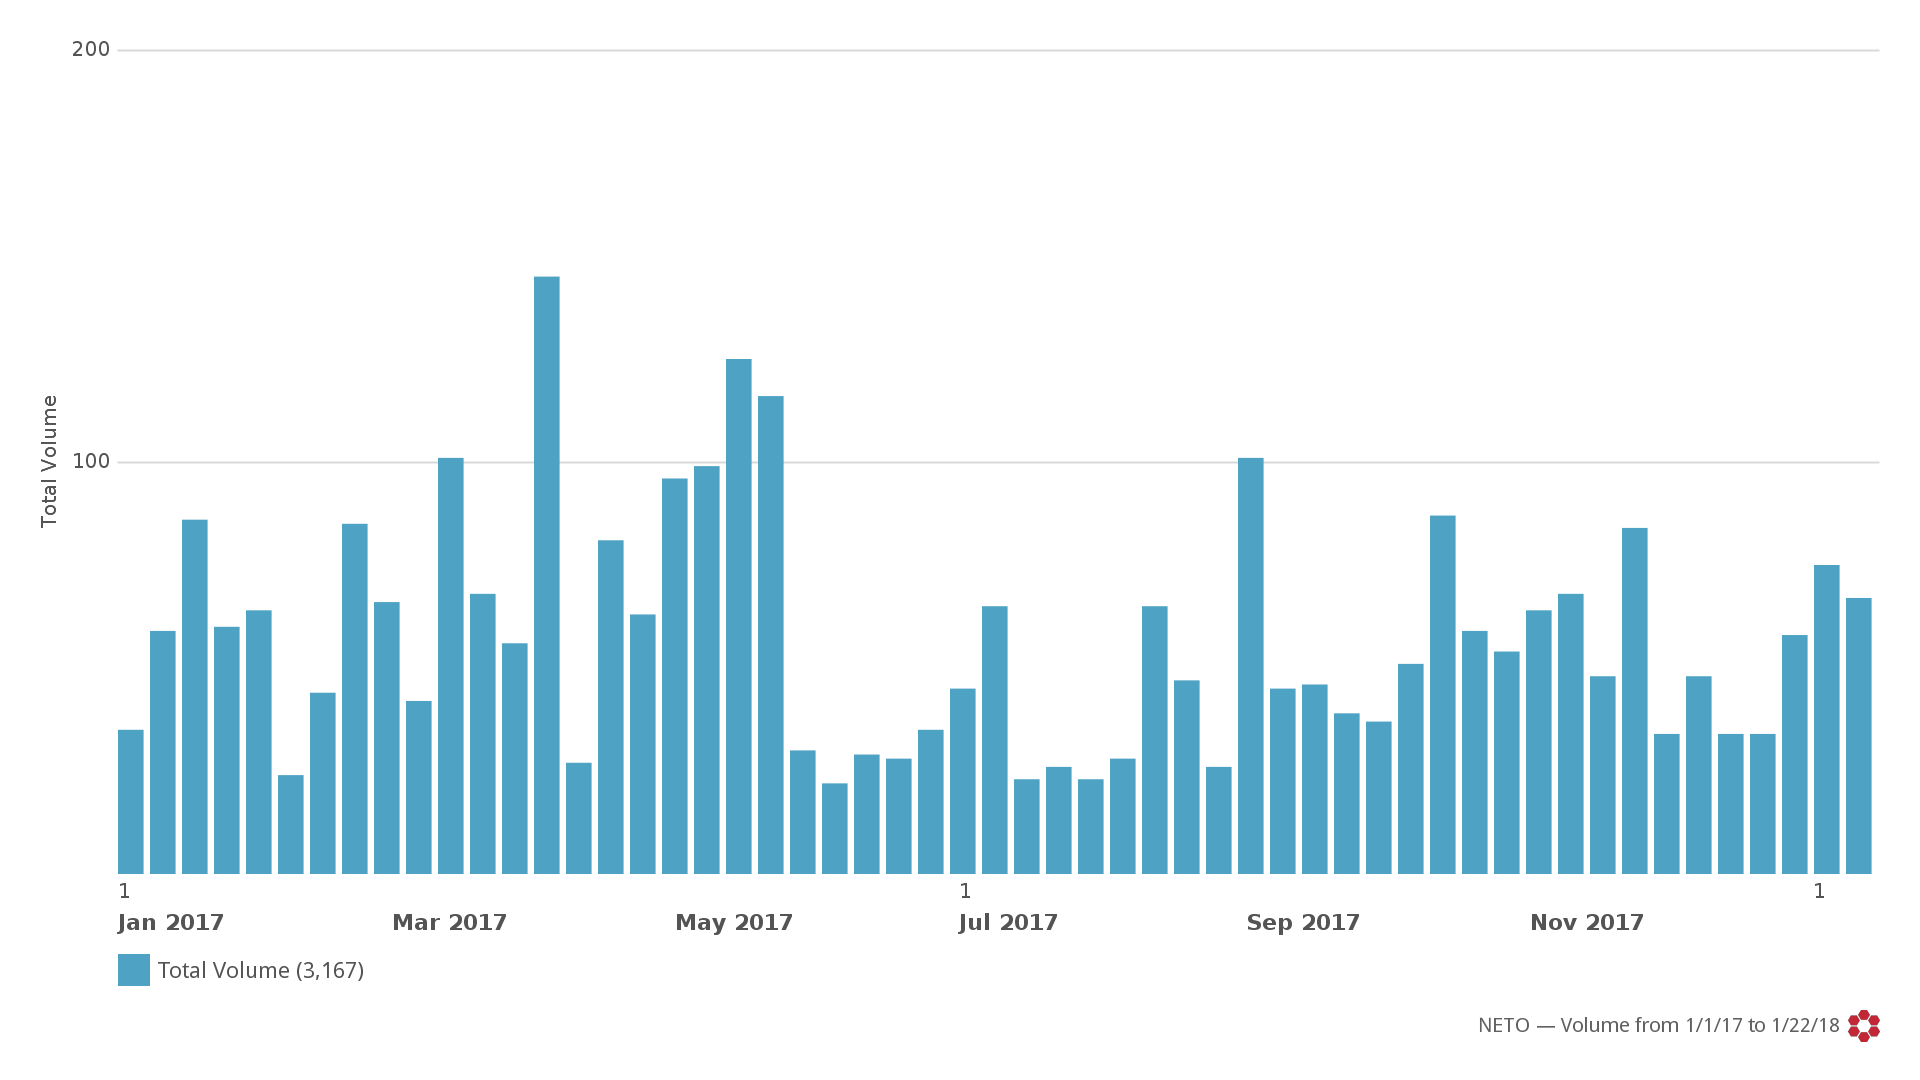 200
100
Total Volume
1 1 1
Jan 2017 Mar 2017 May 2017 Jul 2017 Sep 2017 Nov 2017
Total Volume (3,167)
NETO — Volume from 1/1/17 to 1/22/18